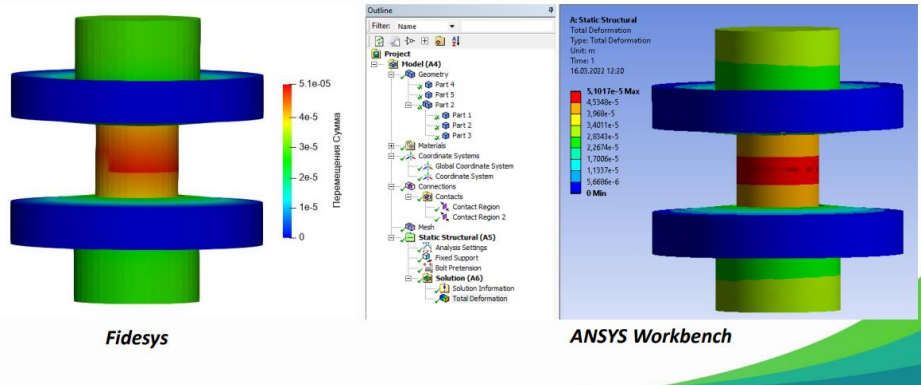 5.1e-05
4e-5
3e-5
2e-5
1e-5
0
Перемещения Сумма
Fidesys
Outline
Filter: Name
Project
Model (A4)
Geometry
Part 4
Part 5
Part 2
Part 1
Part 2
Part 3
Materials
Coordinate Systems
Global Coordinate System
Coordinate System
Connections
Contacts
Contact Region
Contact Region 2
Mesh
Static Structural (A5)
Analysis Settings
Fixed Support
Bolt Pretension
Solution (A6)
Solution Information
Total Deformation
A: Static Structural
Total Deformation
Type: Total Deformation
Unit: m
Time: 1
16.03.2022 12:20
5,1017e-5 Max
4,5348e-5
3,968e-5
3,4011e-5
2,8343e-5
2,2674e-5
1,7006e-5
1,1337e-5
5,6686e-6
0 Min
ANSYS Workbench